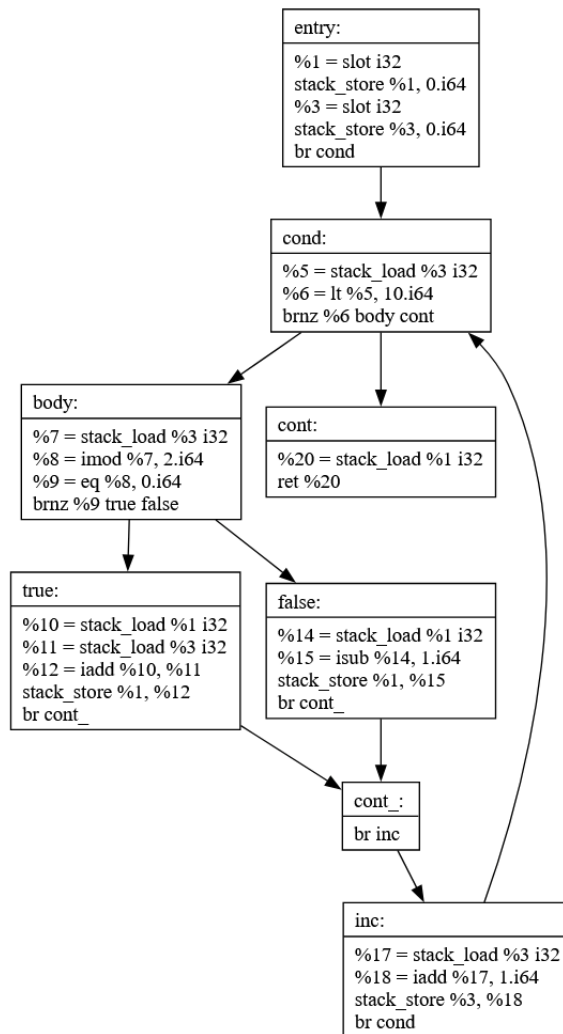 entry:
%1 = slot i32
stack_store %1, 0.i64
%3 = slot i32
stack_store %3, 0.i64
br cond
cond:
%5 = stack_load %3 i32
%6 = lt %5, 10.i64
brnz %6 body cont
body:
%7 = stack_load %3 i32
%8 = imod %7, 2.i64
%9 = eq %8, 0.i64
brnz %9 true false
cont:
%20 = stack_load %1 i32
ret %20
true:
%10 = stack_load %1 i32
%11 = stack_load %3 i32
%12 = iadd %10, %11
stack_store %1, %12
br cont_
false:
%14 = stack_load %1 i32
%15 = isub %14, 1.i64
stack_store %1, %15
br cont_
cont_:
br inc
inc:
%17 = stack_load %3 i32
%18 = iadd %17, 1.i64
stack_store %3, %18
br cond